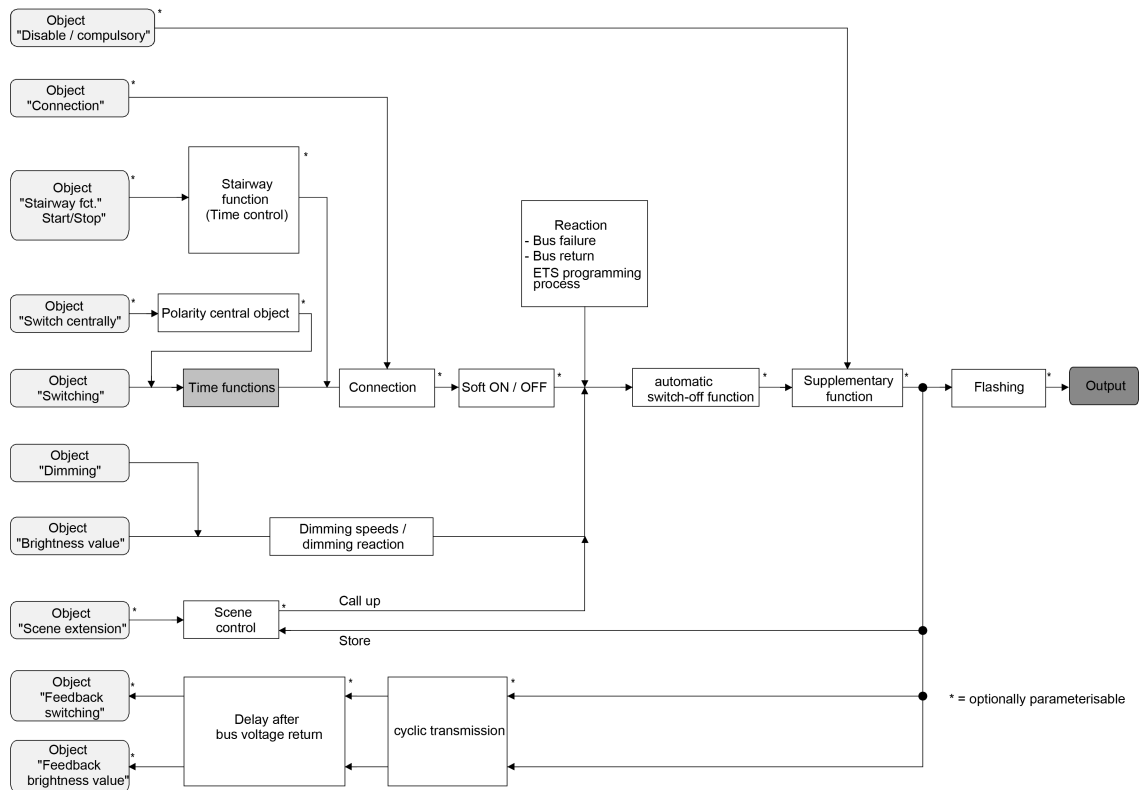 Object
"Disable / compulsory"
*
Object
"Connection"
*
Object
"Stairway fct."
Start/Stop"
*
Stairway
function
(Time control)
*
Reaction
- Bus failure
- Bus return
ETS programming
process
Object
"Switch centrally"
*
Polarity central object
*
Object
"Switching"
Time functions
Connection
*
Soft ON / OFF
*
automatic
switch-off function
*
Supplementary
function
*
Flashing
*
Output
Object
"Dimming"
Object
"Brightness value"
Dimming speeds /
dimming reaction
Object
"Scene extension"
*
Scene
control
*
Call up
Store
Object
"Feedback
switching"
*
Delay after
bus voltage return
*
cyclic transmission
*
* = optionally parameterisable
Object
"Feedback
brightness value"
*